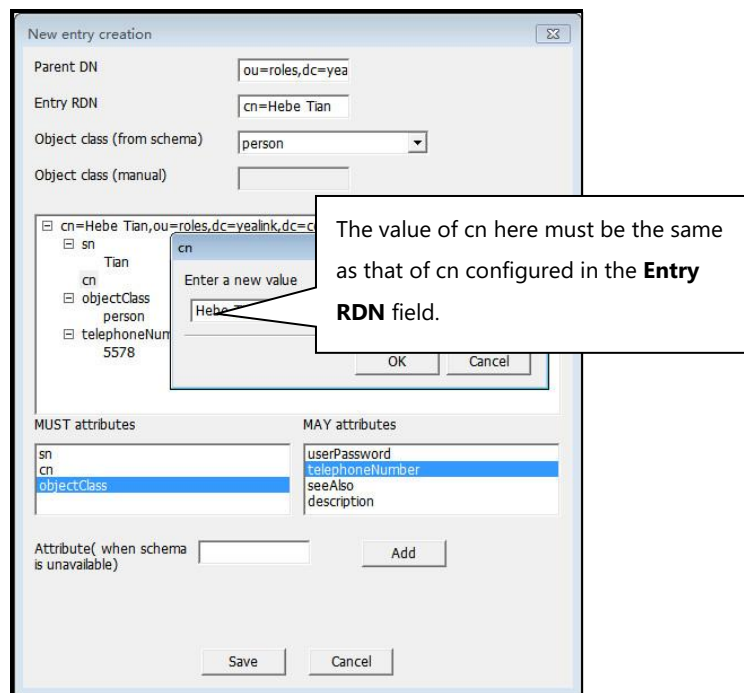 New entry creation
Parent DN
ou=roles,dc=yea
Entry RDN
cn=Hebe Tian
Object class (from schema)
person
Object class (manual)
cn=Hebe Tian,ou=roles,dc=yealink,dc=c
sn
Tian
cn
objectClass
person
telephoneNum
5578
cn
Enter a new value
Hebe T
OK
Cancel
The value of cn here must be the same
as that of cn configured in the Entry
RDN field.
MUST attributes
MAY attributes
sn
cn
objectClass
userPassword
telephoneNumber
seeAlso
description
Attribute( when schema
is unavailable)
Add
Save
Cancel